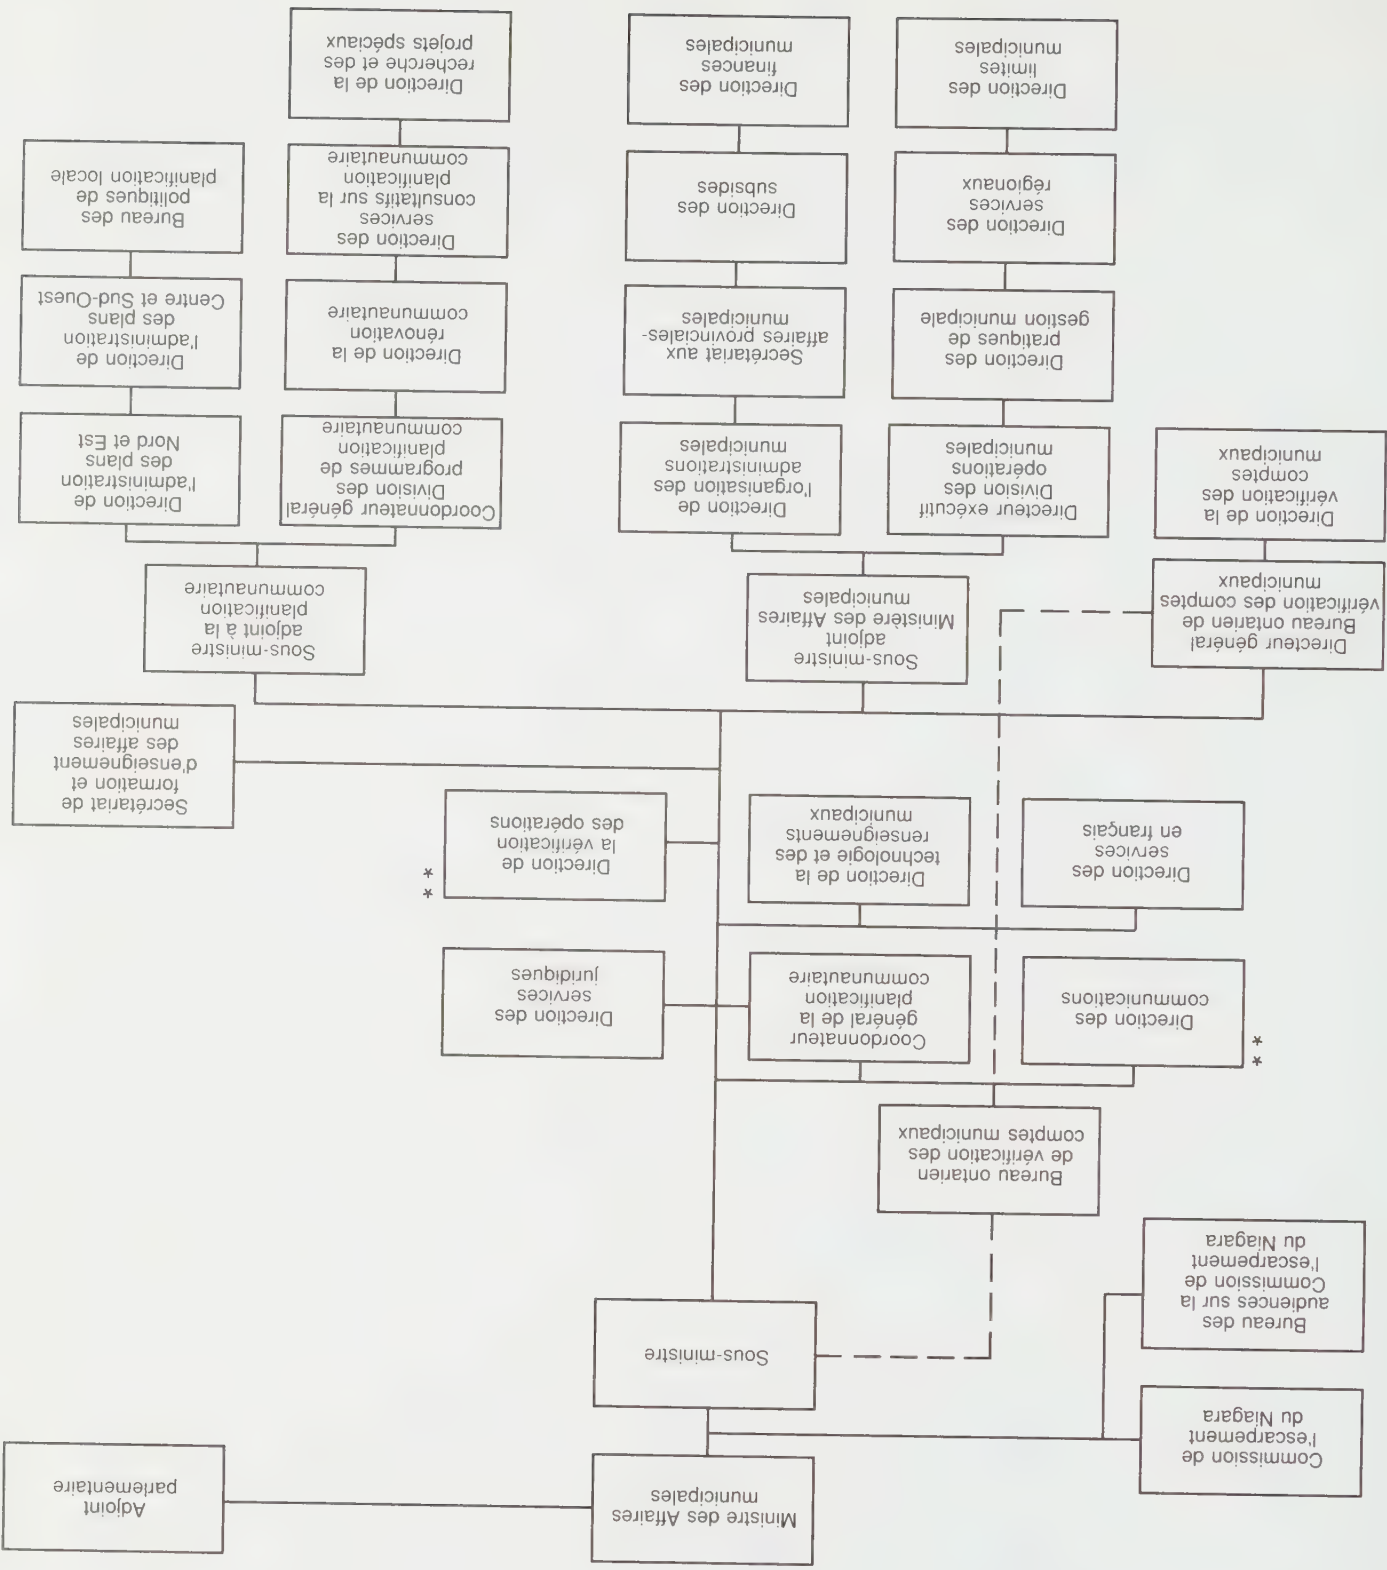 Ministre des Affaires
municipales
Adjoint
parlementaire
Commission de
l'escarpement
du Niagara
Sous-ministre
Bureau des
audiences sur la
Commission de
l'escarpement
du Niagara
Bureau ontarien
de vérification des
comptes municipaux
*
*
Direction des
communications
Coordonnateur
général de la
planification
communautaire
Direction des
services
juridiques
Direction des
services
en français
Direction de la
technologie et des
renseignements
municipaux
*
*
Direction de
la vérification
des opérations
Secrétariat de
formation et
d'enseignement
des affaires
municipales
Directeur général
Bureau ontarien de
vérification des comptes
municipaux
Sous-ministre
adjoint
Ministère des Affaires
municipales
Sous-ministre
adjoint à la
planification
communautaire
Direction de la
vérification des
comptes
municipaux
Directeur exécutif
Division des
opérations
municipales
Direction de
l'organisation des
administrations
municipales
Coordonnateur général
Division des
programmes de
planification
communautaire
Direction de
l'administration
des plans
Nord et Est
Direction des
pratiques de
gestion municipale
Secrétariat aux
affaires provinciales-
municipales
Direction de la
rénovation
communautaire
Direction de
l'administration
des plans
Centre et Sud-Ouest
Direction des
services
régionaux
Direction des
subsides
Direction des
services
consultatifs sur la
planification
communautaire
Bureau des
politiques de
planification locale
Direction des
limites
municipales
Direction des
finances
municipales
Direction de la
recherche et des
projets spéciaux